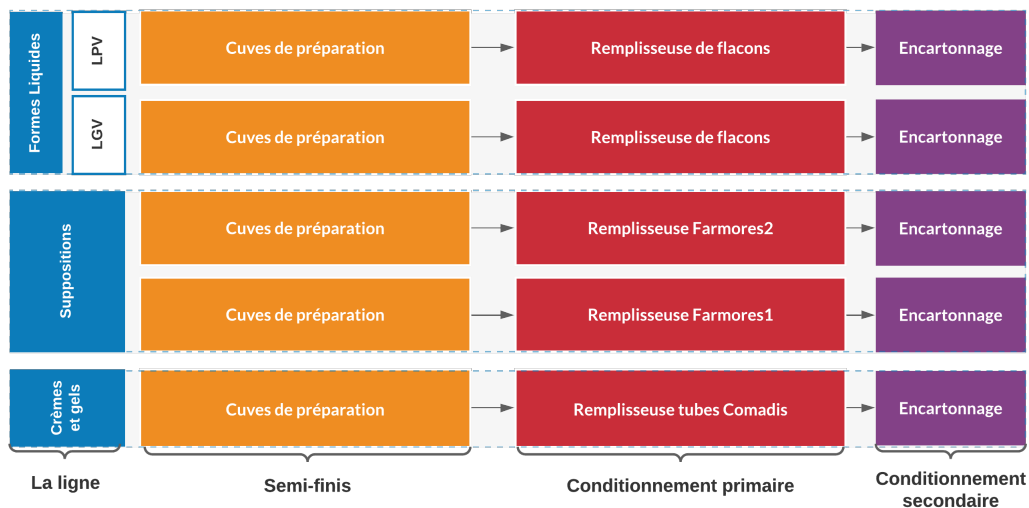 Formes Liquides
LPV
Cuves de préparation
Remplisseuse de flacons
Encartonnage
LGV
Cuves de préparation
Remplisseuse de flacons
Encartonnage
Suppositions
Cuves de préparation
Remplisseuse Farmores2
Encartonnage
Cuves de préparation
Remplisseuse Farmores1
Encartonnage
Crèmes
et gels
Cuves de préparation
Remplisseuse tubes Comadis
Encartonnage
La ligne
Semi-finis
Conditionnement primaire
Conditionnement
secondaire